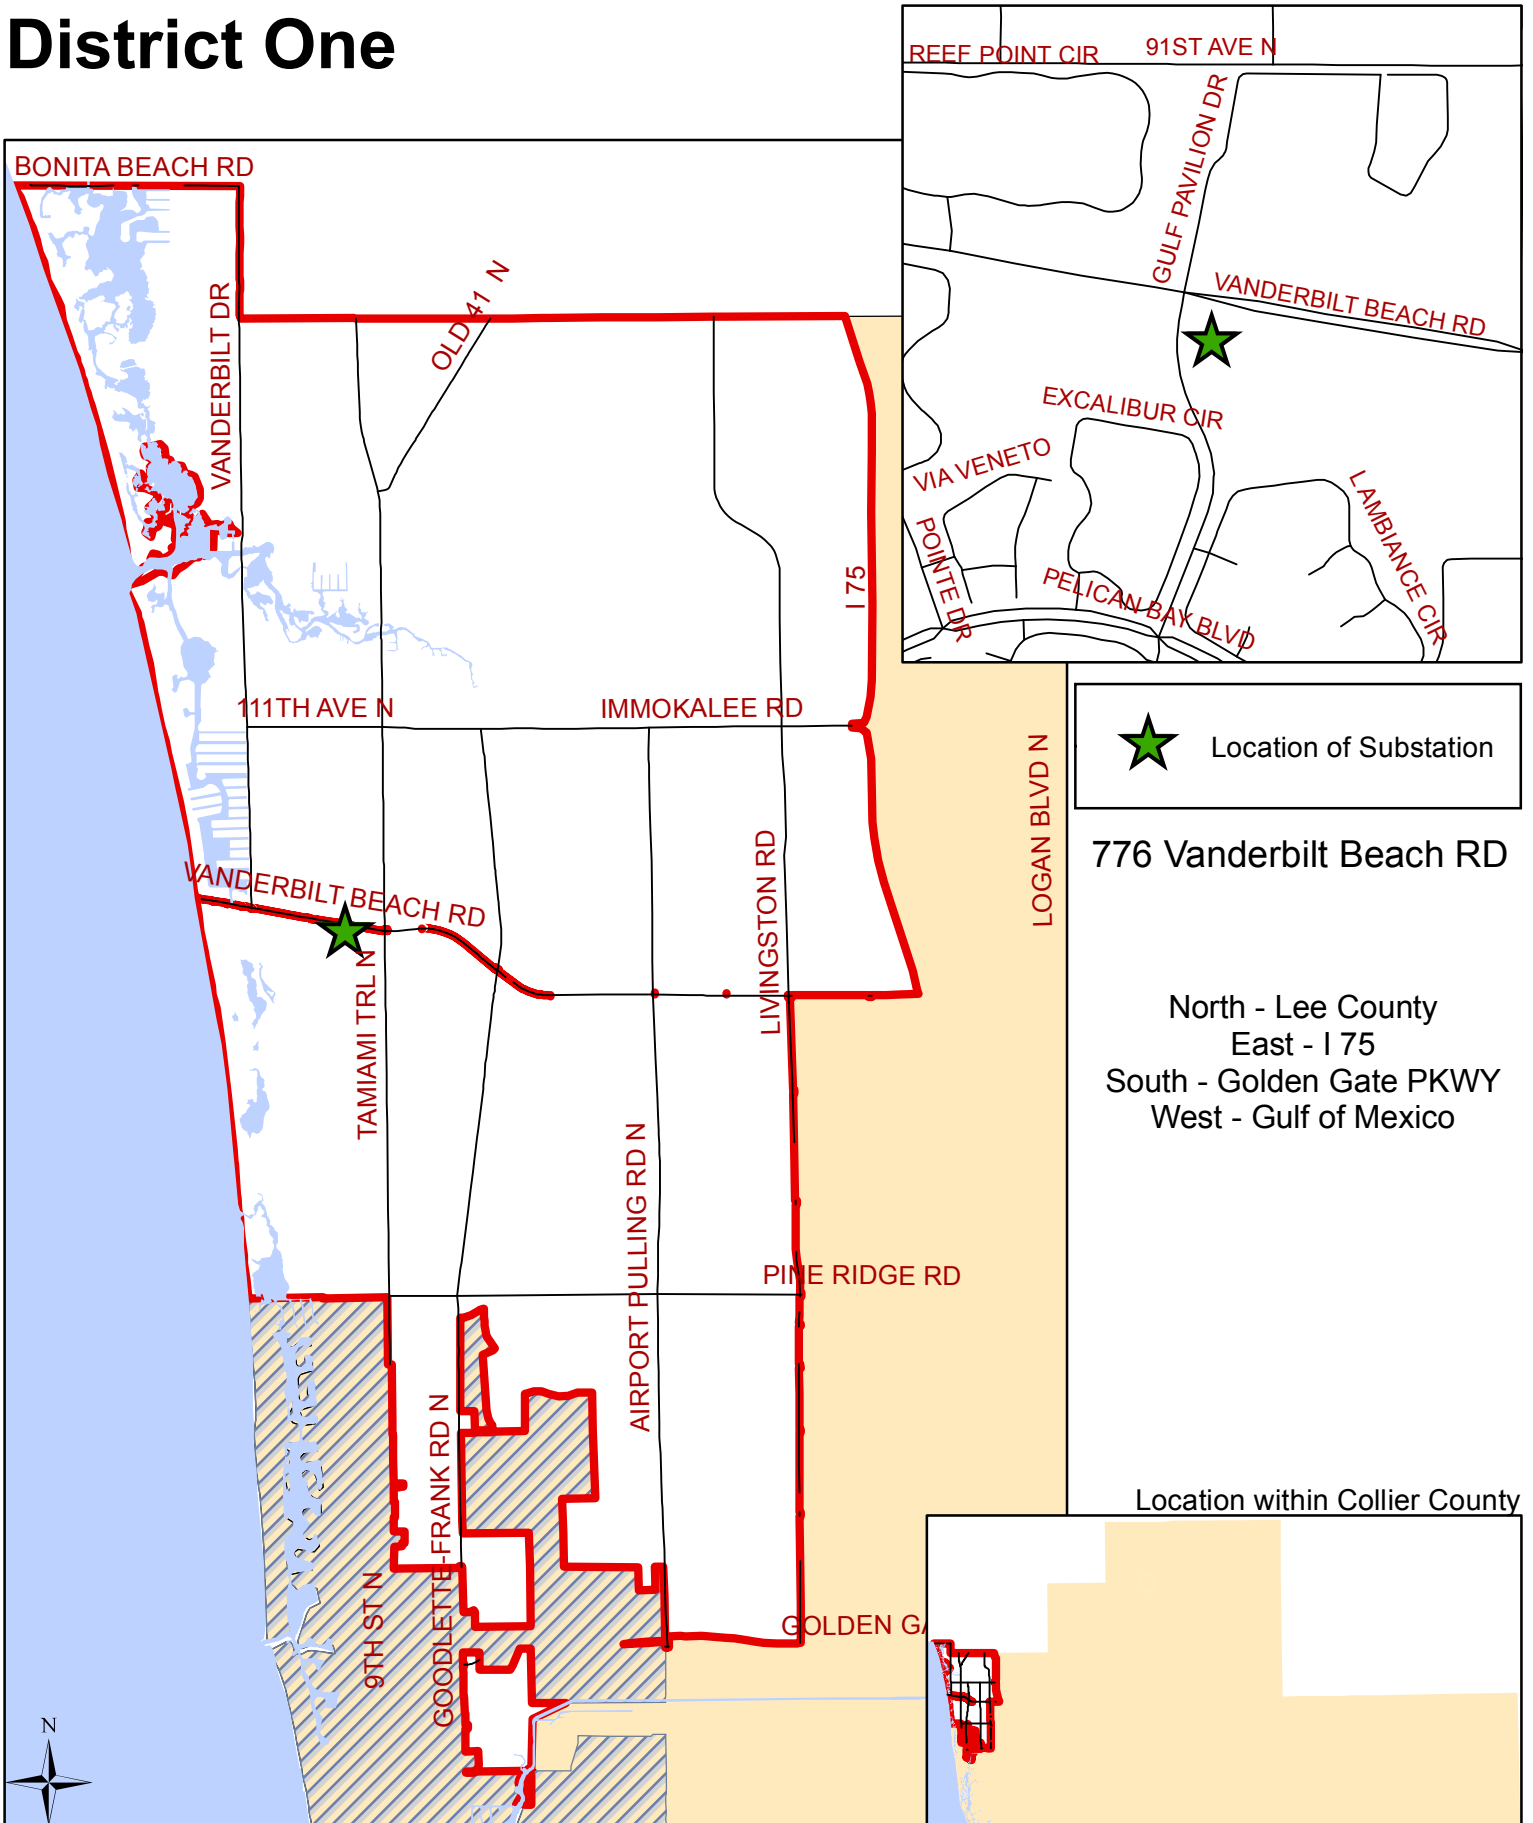 District One
REEF POINT CIR
91ST AVE N
GULF PAVILION DR
VANDERBILT BEACH RD
EXCALIBUR CIR
VIA VENETO
POINTE DR
LAMBIANCE CIR
PELICAN BAY BLVD
BONITA BEACH RD
VANDERBILT DR
OLD 41 N
I 75
111TH AVE N
IMMOKALEE RD
LOGAN BLVD N
LIVINGSTON RD
VANDERBILT BEACH RD
TAMIAMI TRL N
AIRPORT PULLING RD N
PINE RIDGE RD
GOODLETTE-FRANK RD N
9TH ST N
GOLDEN GA
N
Location of Substation
776 Vanderbilt Beach RD
North - Lee County
East - I 75
South - Golden Gate PKWY
West - Gulf of Mexico
Location within Collier County